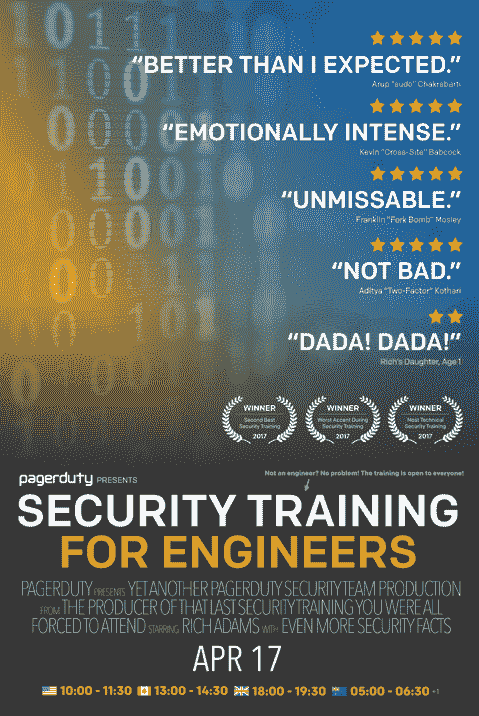 “BETTER THAN I EXPECTED.”
Arup "sudo" Chakrabarti
“EMOTIONALLY INTENSE.”
Kevin "Cross-Site" Babcock
“UNMISSABLE.”
Franklin "Fork Bomb" Mosley
“NOT BAD.”
Aditya "Two-Factor" Kothari
“DADA! DADA!”
Rich's Daughter, Age 1
WINNER
Second Best
Security Training
2017
WINNER
Worst Accent During
Security Training
2017
WINNER
Most Technical
Security Training
2017
Not an engineer? No problem! The training is open to everyone!
pagerduty PRESENTS
SECURITY TRAINING
FOR ENGINEERS
PAGERDUTY PRESENTS YET ANOTHER PAGERDUTY SECURITY TEAM PRODUCTION
FROM THE PRODUCER OF THAT LAST SECURITY TRAINING YOU WERE ALL
FORCED TO ATTEND STARRING RICH ADAMS WITH EVEN MORE SECURITY FACTS
APR 17
10:00 - 11:30 13:00 - 14:30 18:00 - 19:30 05:00 - 06:30 +1